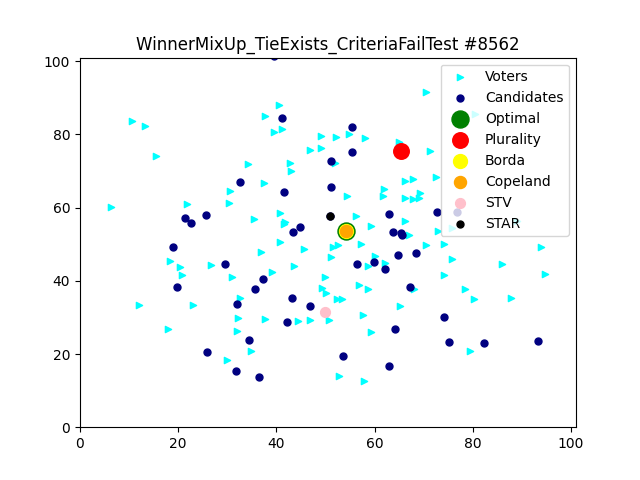 WinnerMixUp_TieExists_CriteriaFailTest #8562
100
80
60
40
20
0
0 20 40 60 80 100
Voters
Candidates
Optimal
Plurality
Borda
Copeland
STV
STAR